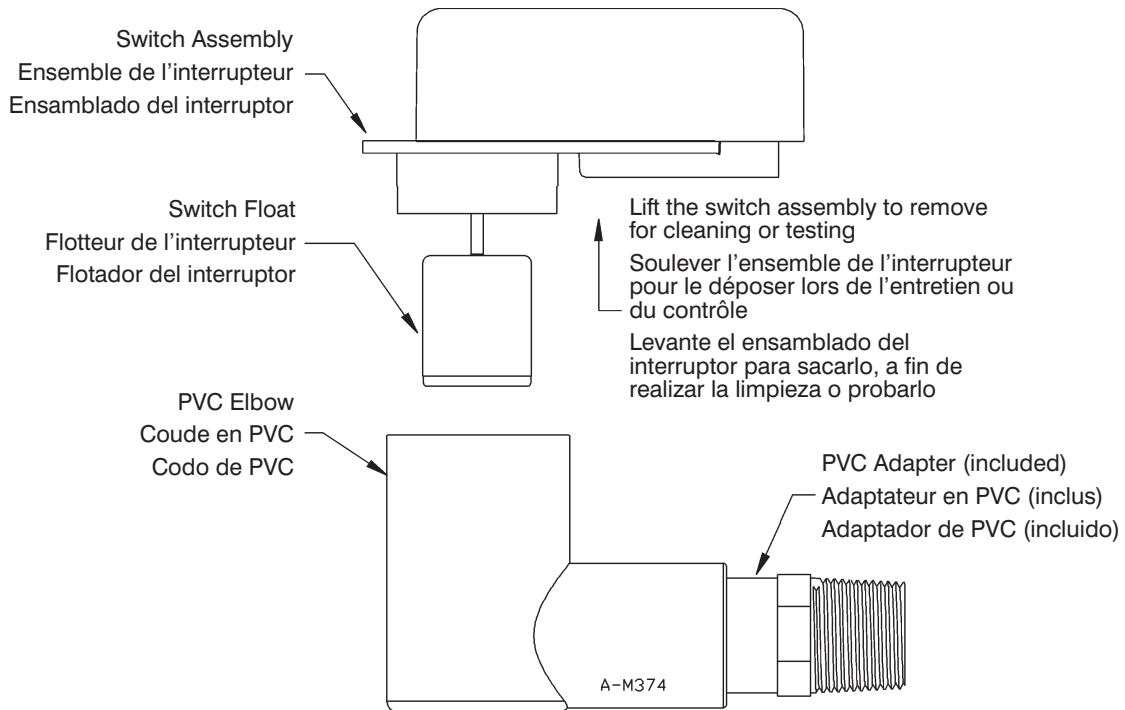 Switch Assembly
Ensemble de l’interrupteur
Ensamblado del interruptor
Switch Float
Flotteur de l’interrupteur
Flotador del interruptor
Lift the switch assembly to remove
for cleaning or testing
Soulever l’ensemble de l’interrupteur
pour le déposer lors de l’entretien ou
du contrôle
Levante el ensamblado del
interruptor para sacarlo, a fin de
realizar la limpieza o probarlo
PVC Elbow
Coude en PVC
Codo de PVC
PVC Adapter (included)
Adaptateur en PVC (inclus)
Adaptador de PVC (incluido)
A-M374